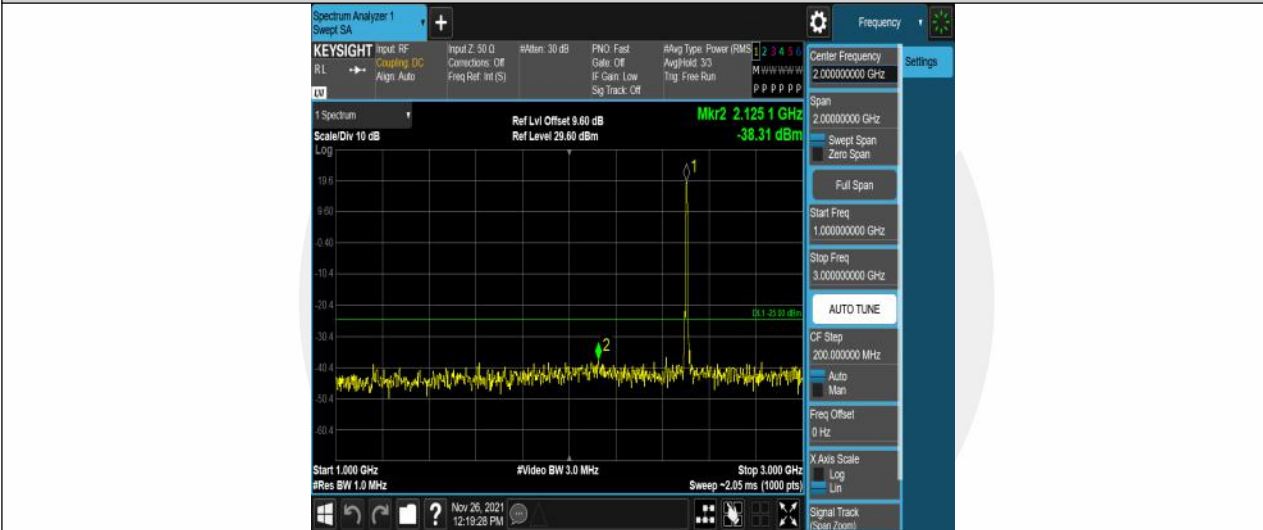 Spectrum Analyzer 1
Swept SA
+
Frequency
KEYSIGHT
RL
Input: RF
Coupling: DC
Align: Auto
Input Z: 50 Ω
Corrections: Off
Freq Ref: Int (S)
#Atten: 30 dB
PNO: Fast
Gate: Off
IF Gain: Low
Sig Track: Off
#Avg Type: Power (RMS
Avg|Hold: 3/3
Trig: Free Run
1 2 3 4 5 6
M W W W W W
P P P P P P
LV
1 Spectrum
Scale/Div 10 dB
Log
Ref Lvl Offset 9.60 dB
Ref Level 29.60 dBm
Mkr2 2.125 1 GHz
-38.31 dBm
19.6
9.60
-0.40
-10.4
-20.4
-30.4
-40.4
-50.4
-60.4
1
2
DL1 -25.00 dBm
Start 1.000 GHz
#Res BW 1.0 MHz
#Video BW 3.0 MHz
Stop 3.000 GHz
Sweep ~2.05 ms (1000 pts)
Nov 26, 2021
12:19:28 PM
?
Center Frequency
2.000000000 GHz
Settings
Span
2.00000000 GHz
Swept Span
Zero Span
Full Span
Start Freq
1.000000000 GHz
Stop Freq
3.000000000 GHz
AUTO TUNE
CF Step
200.000000 MHz
Auto
Man
Freq Offset
0 Hz
X Axis Scale
Log
Lin
Signal Track
(Span Zoom)